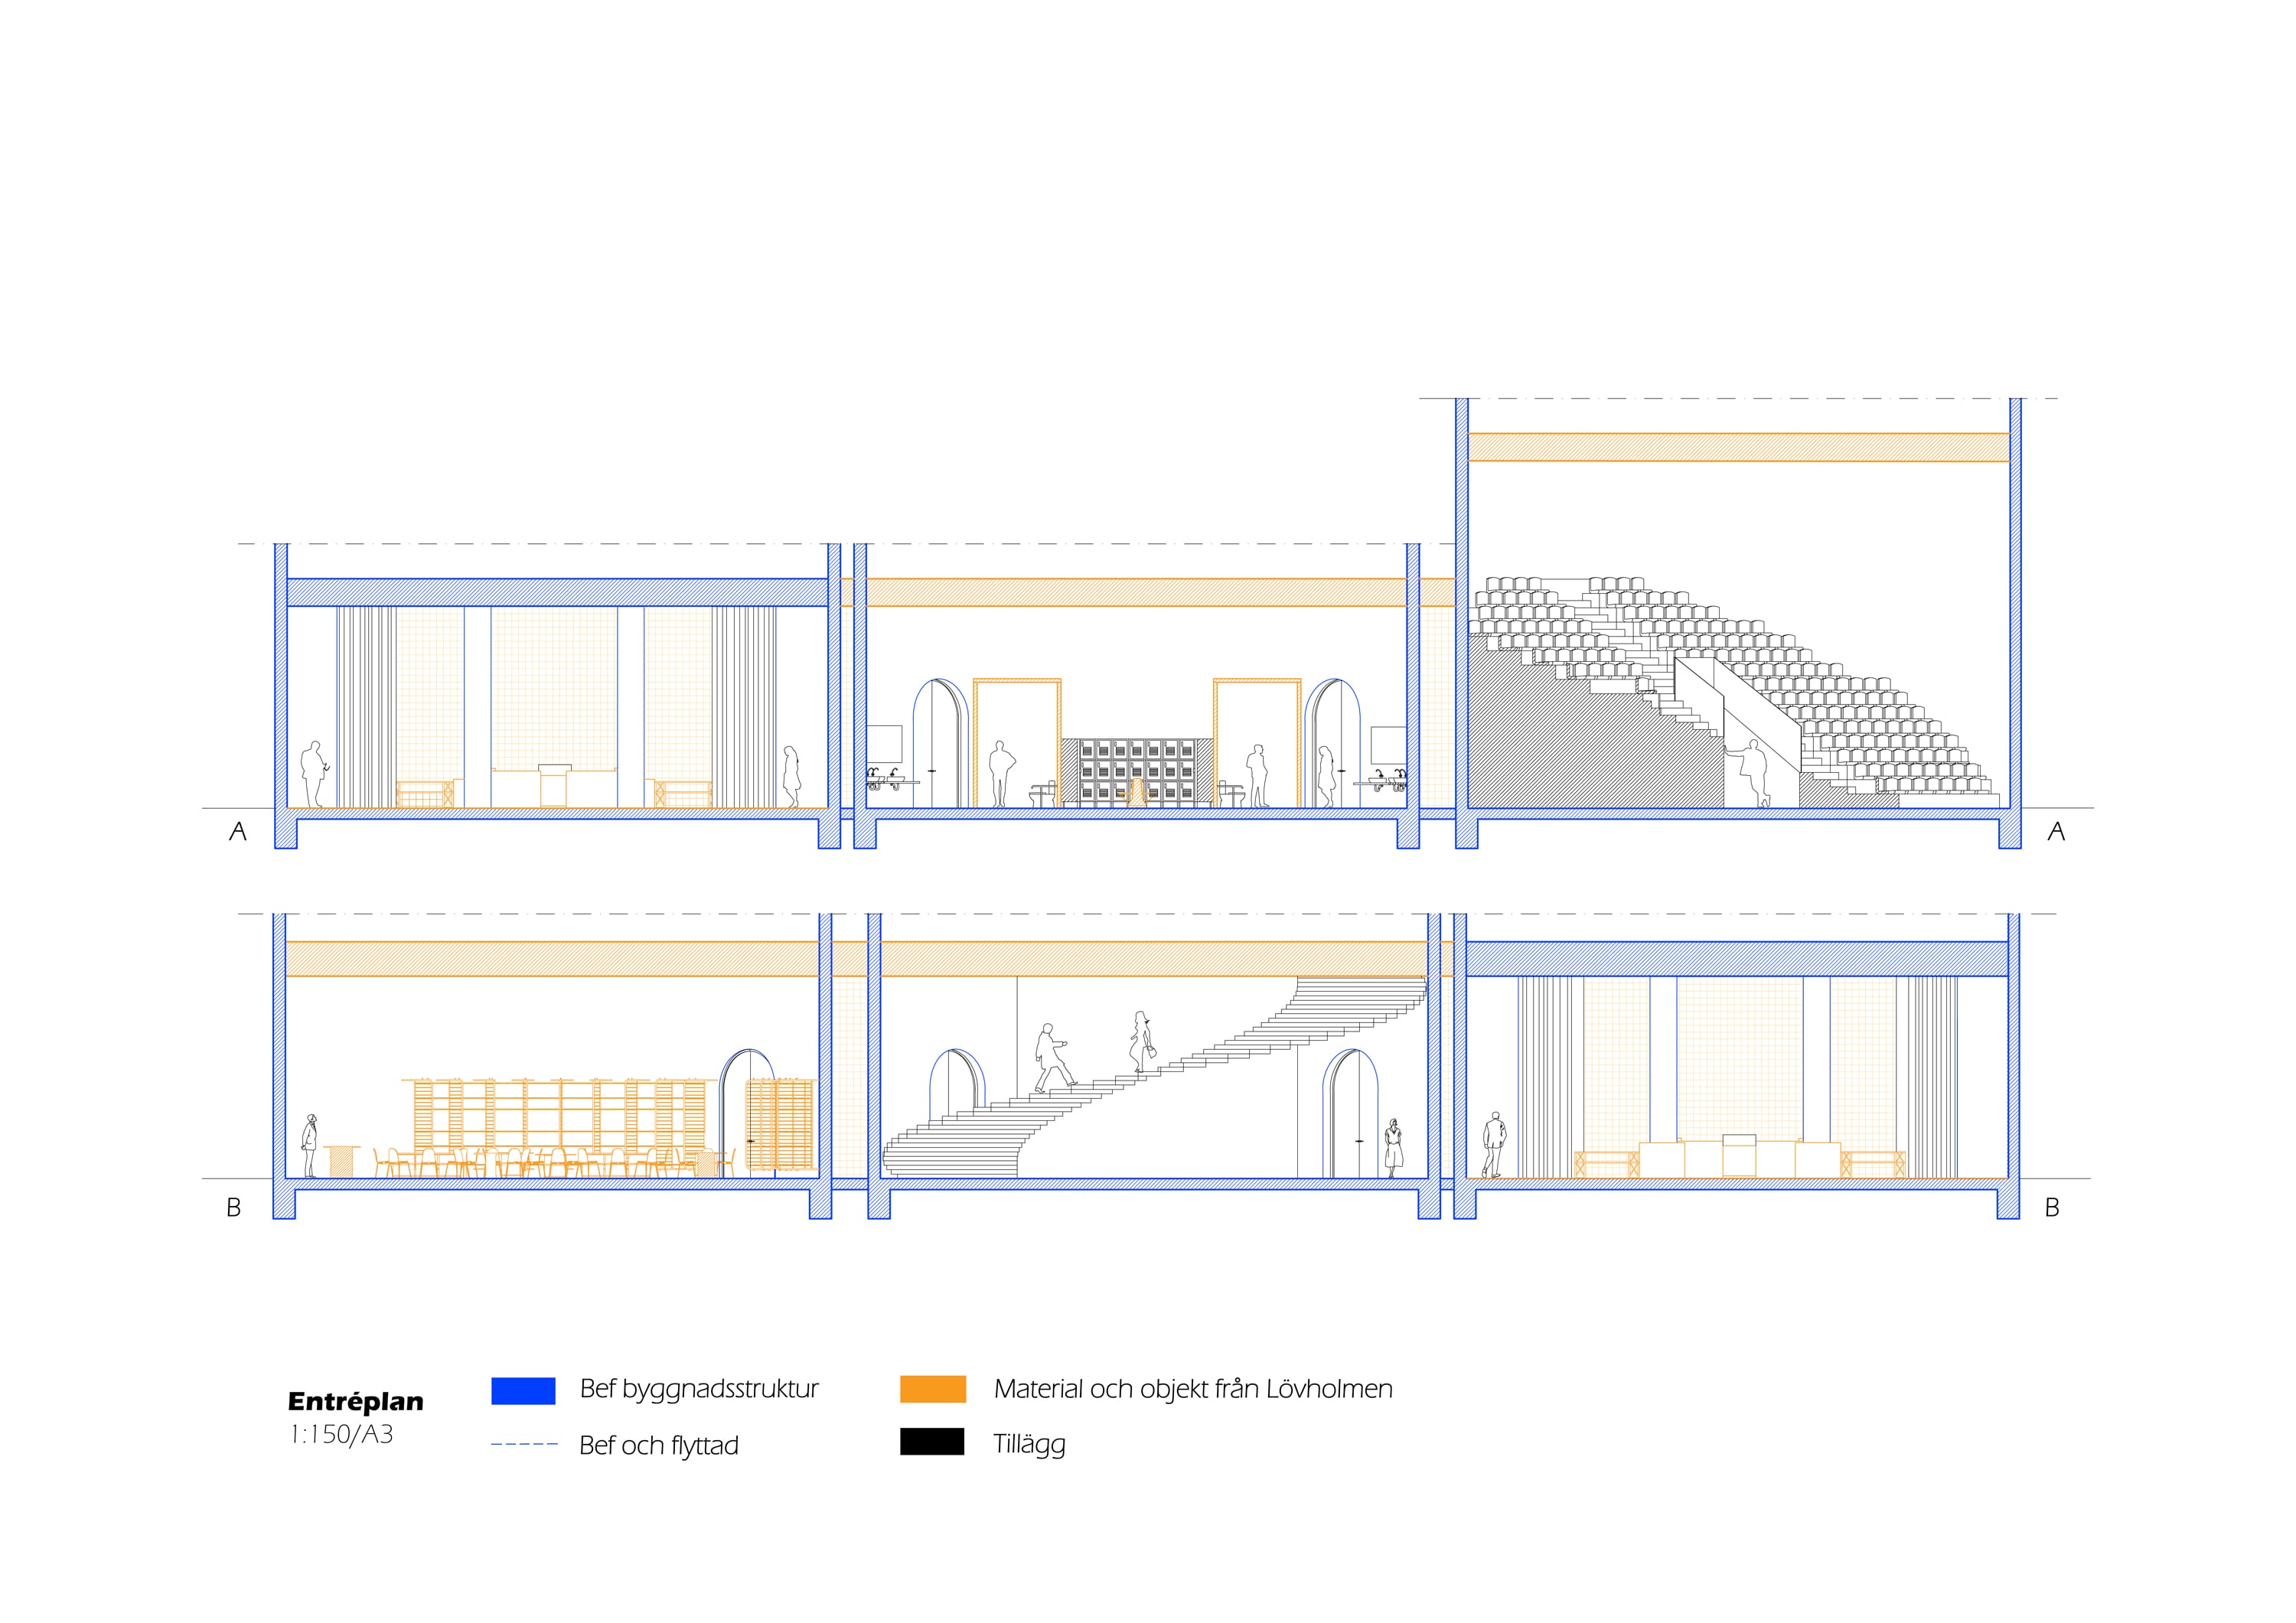 A
A
B
B
Entréplan
1:150/A3
Bef byggnadsstruktur
Bef och flyttad
Material och objekt från Lövholmen
Tillägg